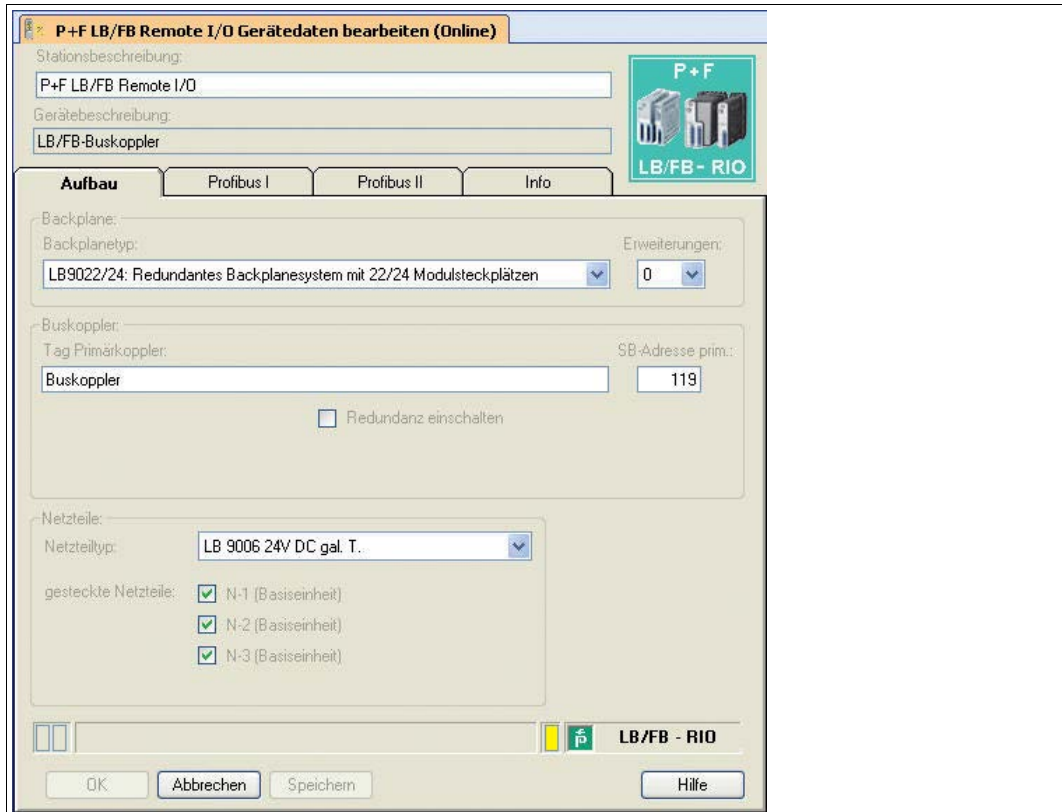 P+F LB/FB Remote I/O Gerätedaten bearbeiten (Online)
Stationsbeschreibung:
P+F LB/FB Remote I/O
Gerätebeschreibung:
LB/FB-Buskoppler
P+F
LB/FB - RIO
Aufbau Profibus I Profibus II Info
Backplane:
Backplanetyp: Erweiterungen:
LB9022/24: Redundantes Backplanesystem mit 22/24 Modulsteckplätzen 0
Buskoppler:
Tag Primärkoppler: SB-Adresse prim.:
Buskoppler 119
Redundanz einschalten
Netzteile:
Netzteiltyp: LB 9006 24V DC gal. T.
gesteckte Netzteile: N-1 (Basiseinheit)
N-2 (Basiseinheit)
N-3 (Basiseinheit)
LB/FB - RIO
OK Abbrechen Speichern Hilfe